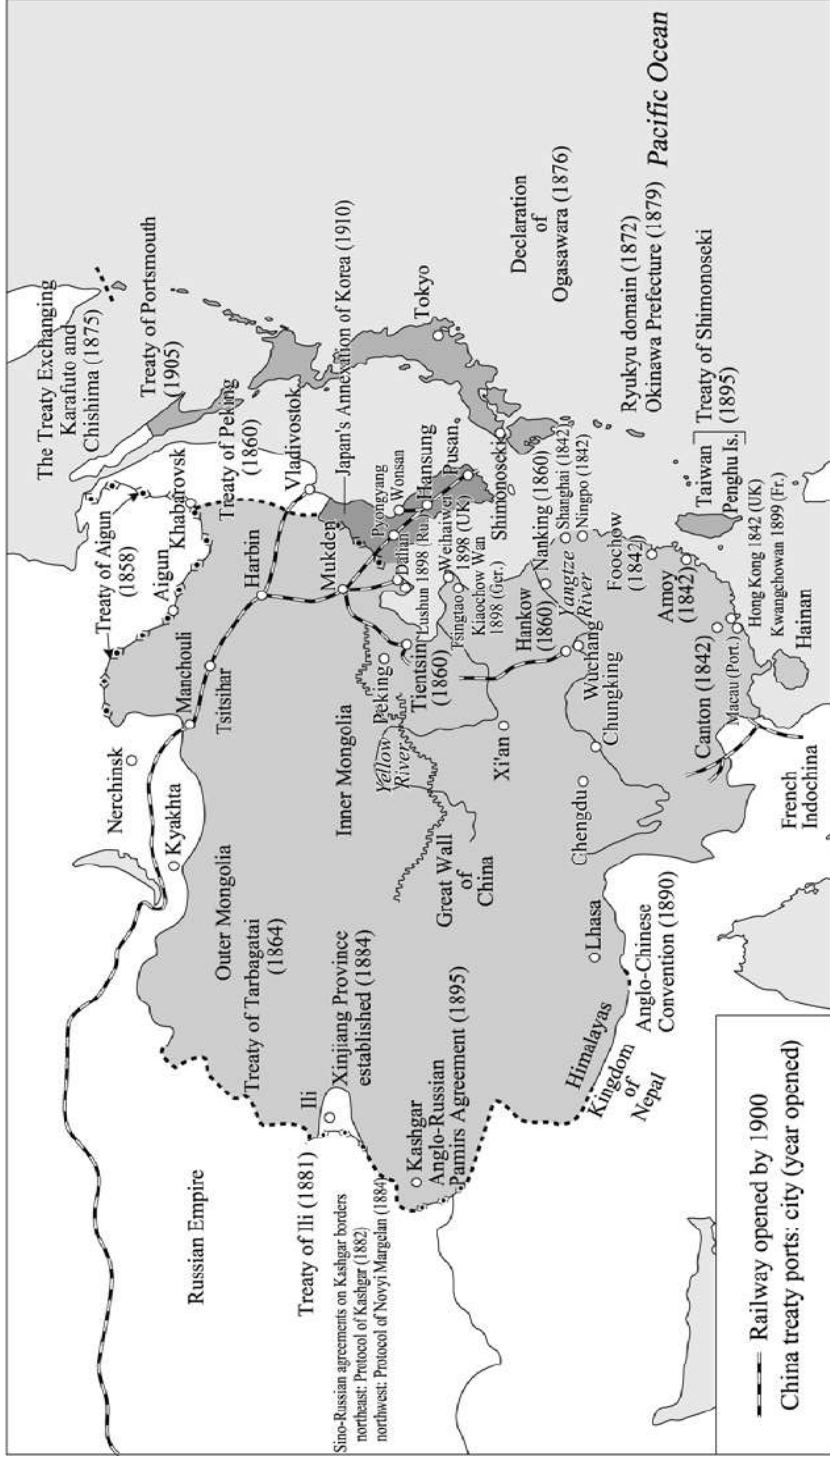 The Treaty Exchanging
Karafuto and
Chishima (1875)
Treaty of Portsmouth
(1905)
Treaty of Aigun
(1858)
Aigun
Khabarovsk
Treaty of Peking
(1860)
Vladivostok
Japan's Annexation of Korea (1910)
Nerchinsk
Manchouli
Tsitsihar
Harbin
Kyakhta
Mukden
Pyongyang
Wonsan
Hansung
Pusan
Dalian
Lushun 1898 (Ru.)
Weihaiwei
1898 (UK)
Tsingtao
Kiaochow Wan
1898 (Ger.)
Shimonoseki
Tokyo
Declaration
of
Ogasawara (1876)
Pacific Ocean
Ryukyu domain (1872)
Okinawa Prefecture (1879)
Treaty of Shimonoseki
(1895)
Taiwan
Penghu Is.
Russian Empire
Outer Mongolia
Treaty of Tarbagatai
(1864)
Inner Mongolia
Peking
Tientsin
(1860)
Yellow
River
Great Wall
of
China
Xi'an
Hankow
(1860)
Nanking (1860)
Shanghai (1842)
Ningpo (1842)
Yangtze
River
Wuchang
Chungking
Chengdu
Foochow
(1842)
Amoy
(1842)
Canton (1842)
Macau (Port.)
Hong Kong 1842 (UK)
Kwangchowan 1899 (Fr.)
Hainan
French
Indochina
Ili
Xinjiang Province
established (1884)
Treaty of Ili (1881)
Sino-Russian agreements on Kashgar borders
northeast: Protocol of Kashgar (1882)
northwest: Protocol of Novyi Margelan (1884)
Kashgar
Anglo-Russian
Pamirs Agreement (1895)
Lhasa
Himalayas
Kingdom
of
Nepal
Anglo-Chinese
Convention (1890)
Railway opened by 1900
China treaty ports: city (year opened)